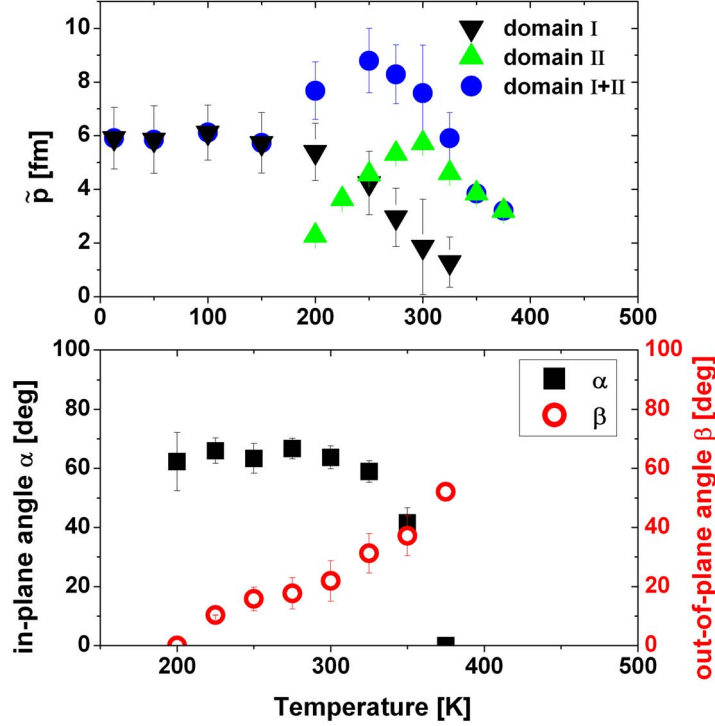 10
8
6
4
2
0
p̃ [fm]
domain I
domain II
domain I+II
0 100 200 300 400 500
100
80
60
40
20
0
in-plane angle α [deg]
α
β
100
80
60
40
20
0
out-of-plane angle β [deg]
200 300 400 500
Temperature [K]